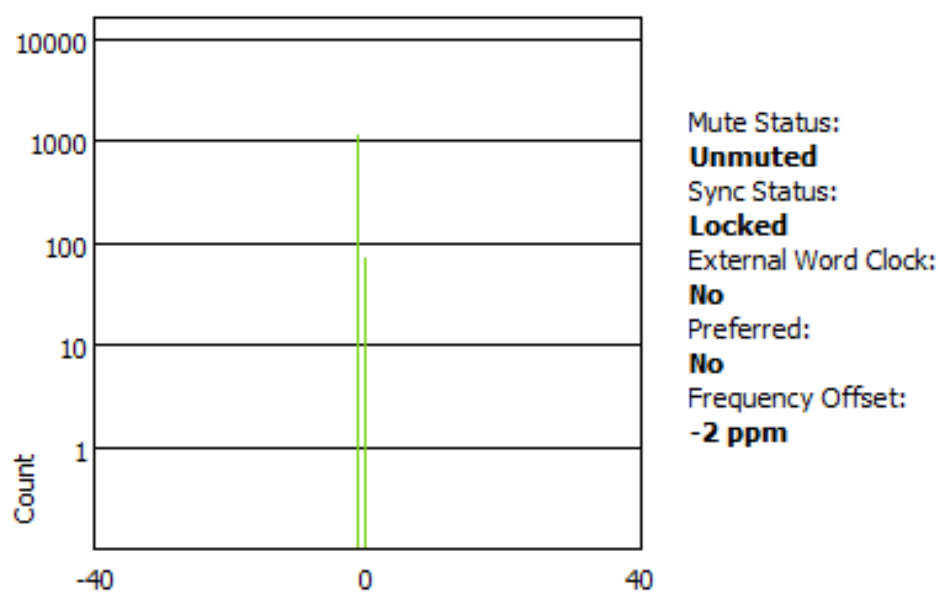 10000
1000
100
10
1
Count
-40
0
40
Mute Status:
Unmuted
Sync Status:
Locked
External Word Clock:
No
Preferred:
No
Frequency Offset:
-2 ppm